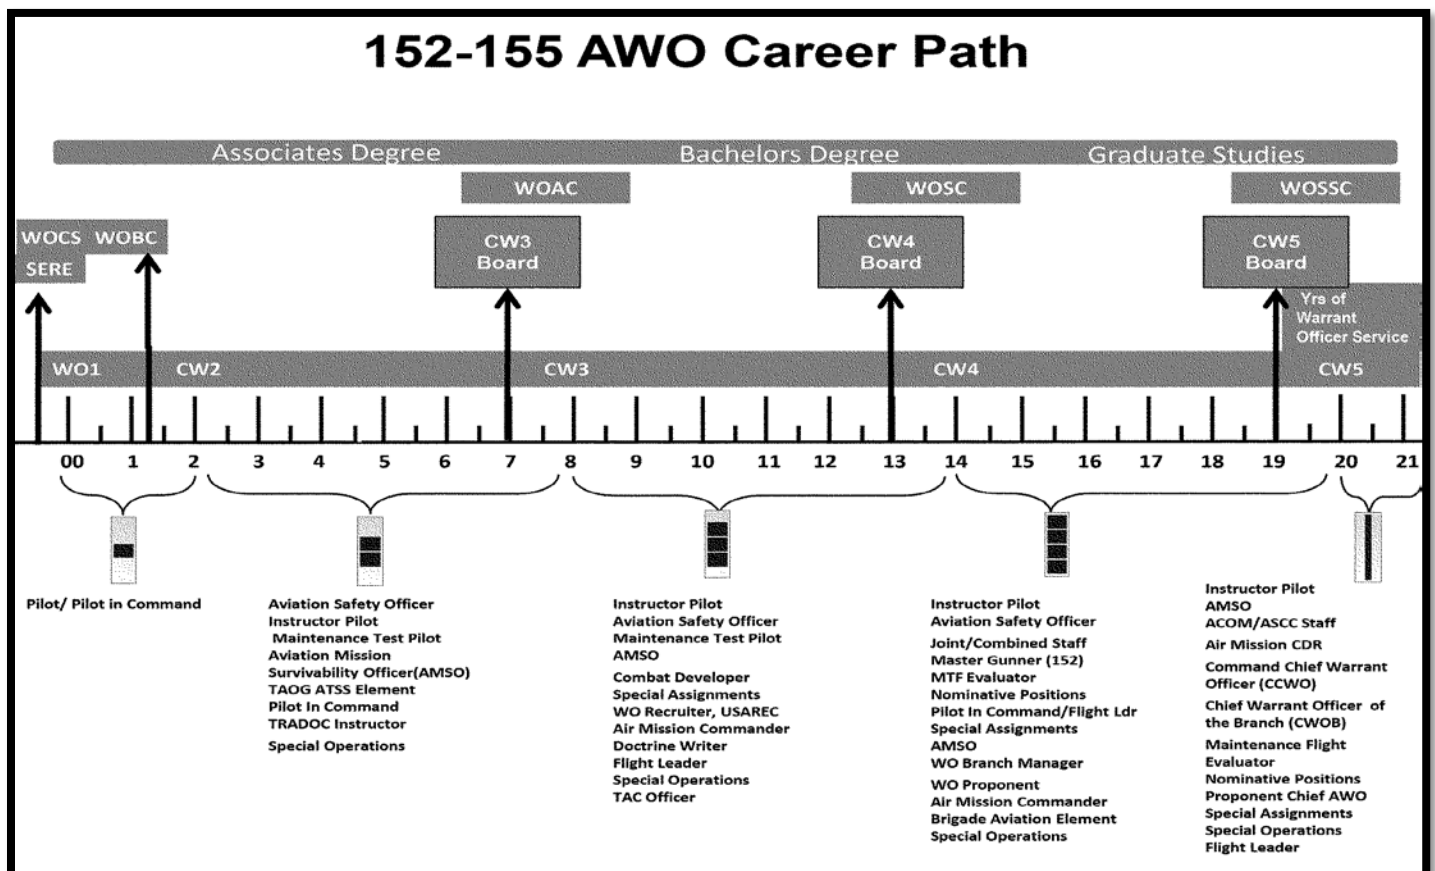 152-155 AWO Career Path
Associates Degree
Bachelors Degree
Graduate Studies
WOAC
WOSC
WOSSC
WOCS
WOBC
SERE
CW3
Board
CW4
Board
CW5
Board
Yrs of
Warrant
Officer Service
WO1
CW2
CW3
CW4
CW5
00 1 2 3 4 5 6 7 8 9 10 11 12 13 14 15 16 17 18 19 20 21
Pilot/ Pilot in Command
Aviation Safety Officer
Instructor Pilot
Maintenance Test Pilot
Aviation Mission
Survivability Officer(AMSO)
TAOG ATSS Element
Pilot In Command
TRADOC Instructor
Special Operations
Instructor Pilot
Aviation Safety Officer
Maintenance Test Pilot
AMSO
Combat Developer
Special Assignments
WO Recruiter, USAREC
Air Mission Commander
Doctrine Writer
Flight Leader
Special Operations
TAC Officer
Instructor Pilot
Aviation Safety Officer
Joint/Combined Staff
Master Gunner (152)
MTF Evaluator
Nominative Positions
Pilot In Command/Flight Ldr
Special Assignments
AMSO
WO Branch Manager
WO Proponent
Air Mission Commander
Brigade Aviation Element
Special Operations
Instructor Pilot
AMSO
ACOM/ASCC Staff
Air Mission CDR
Command Chief Warrant
Officer (CCWO)
Chief Warrant Officer of
the Branch (CWOB)
Maintenance Flight
Evaluator
Nominative Positions
Proponent Chief AWO
Special Assignments
Special Operations
Flight Leader